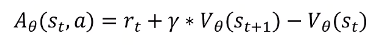 A_θ(s_t, a) = r_t + γ * V_θ(s_{t+1}) − V_θ(s_t)